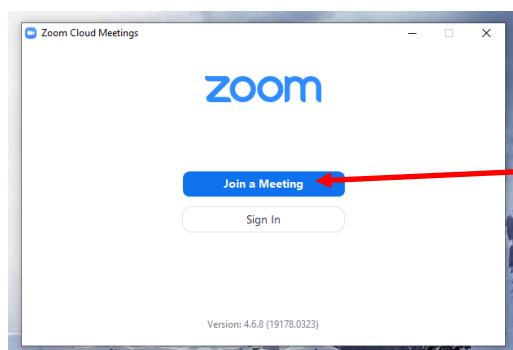 Zoom Cloud Meetings
zoom
Join a Meeting
Sign In
Version: 4.6.8 (19178.0323)